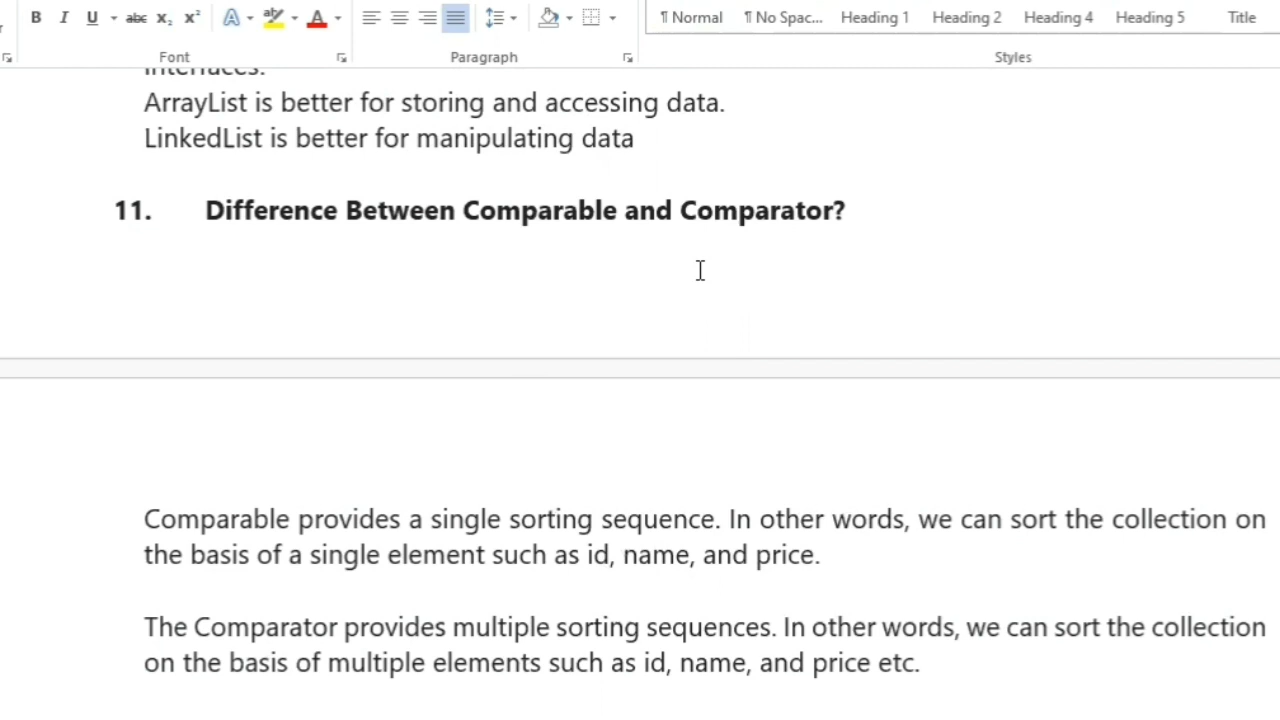 B I U abc X₂ X² A aby A
¶ Normal ¶ No Spac... Heading 1 Heading 2 Heading 4 Heading 5 Title
Font Paragraph Styles
interfaces.
ArrayList is better for storing and accessing data.
LinkedList is better for manipulating data
11. Difference Between Comparable and Comparator?
Comparable provides a single sorting sequence. In other words, we can sort the collection on
the basis of a single element such as id, name, and price.
The Comparator provides multiple sorting sequences. In other words, we can sort the collection
on the basis of multiple elements such as id, name, and price etc.